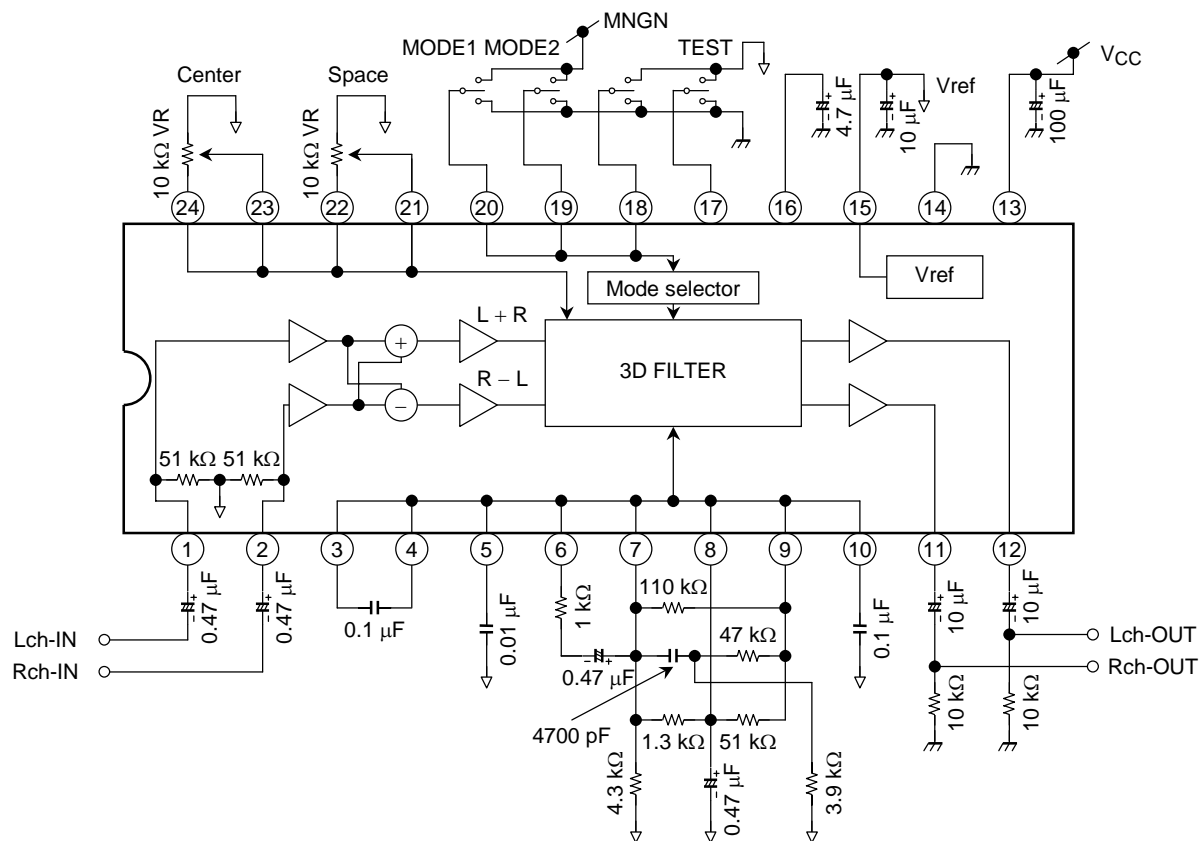 MNGN
MODE1 MODE2
TEST
VCC
Center
Space
Vref
10 kΩ VR
10 kΩ VR
4.7 μF
10 μF
100 μF
24
23
22
21
20
19
18
17
16
15
14
13
Mode selector
Vref
L + R
R − L
+
−
3D FILTER
51 kΩ
51 kΩ
1
2
3
4
5
6
7
8
9
10
11
12
0.47 μF
0.47 μF
0.1 μF
0.01 μF
1 kΩ
110 kΩ
47 kΩ
0.47 μF
4700 pF
1.3 kΩ
51 kΩ
4.3 kΩ
0.47 μF
3.9 kΩ
0.1 μF
10 μF
10 μF
10 kΩ
10 kΩ
Lch-IN
Rch-IN
Lch-OUT
Rch-OUT